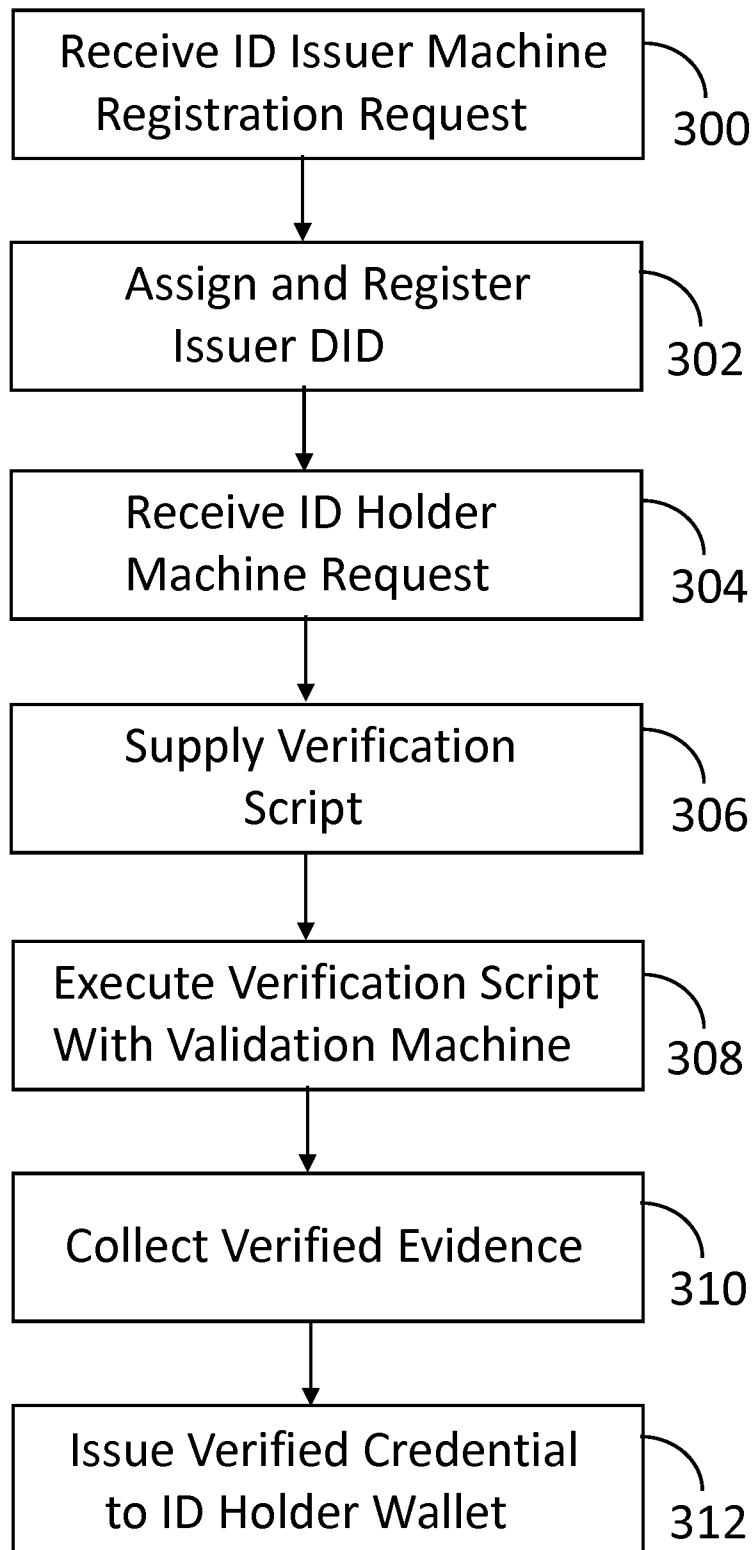 Receive ID Issuer Machine
Registration Request
300
Assign and Register
Issuer DID
302
Receive ID Holder
Machine Request
304
Supply Verification
Script
306
Execute Verification Script
With Validation Machine
308
Collect Verified Evidence
310
Issue Verified Credential
to ID Holder Wallet
312